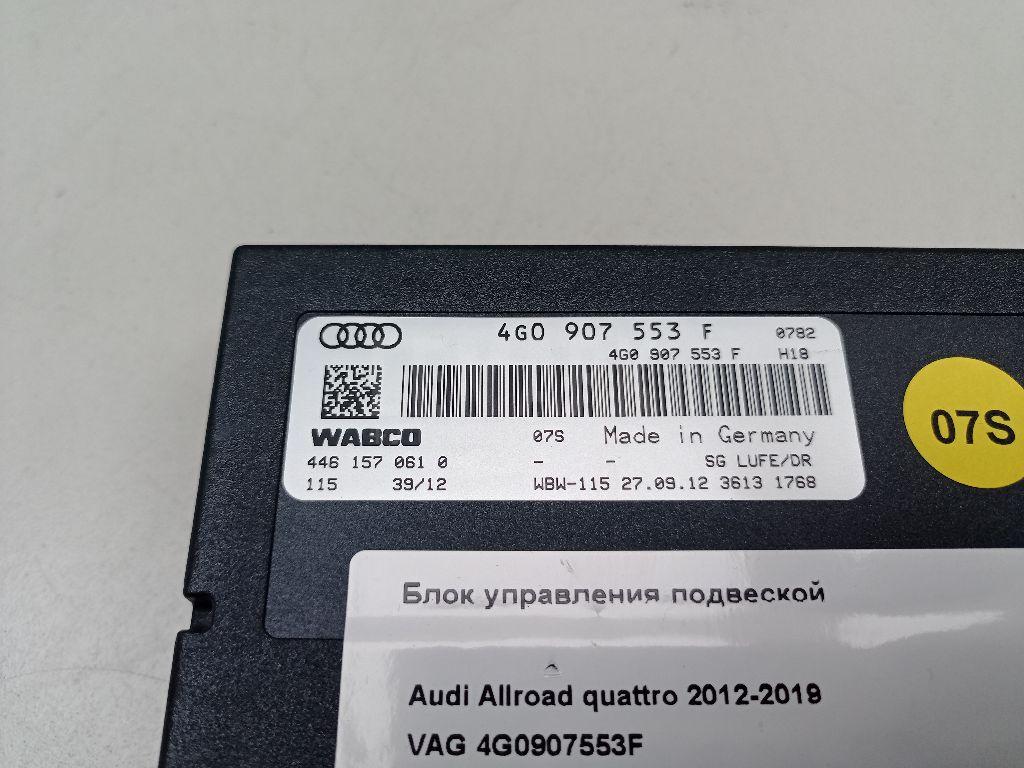 4G0 907 553 F 0782
4G0 907 553 F H18
WABCO 07S Made in Germany
446 157 061 0 - - SG LUFE/DR
115 39/12 WBW-115 27.09.12 3613 1768
07S
Блок управления подвеской
Audi Allroad quattro 2012-2019
VAG 4G0907553F